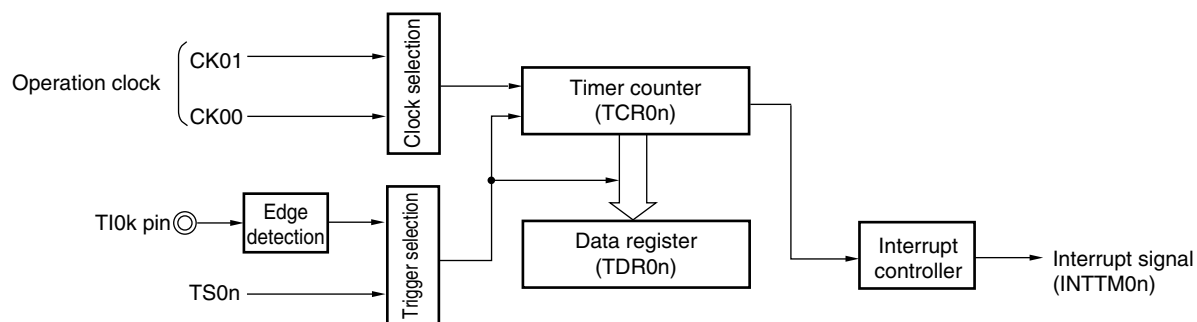 Operation clock
CK01
CK00
Clock selection
Timer counter
(TCR0n)
TI0k pin
Edge
detection
TS0n
Trigger selection
Data register
(TDR0n)
Interrupt
controller
Interrupt signal
(INTTM0n)